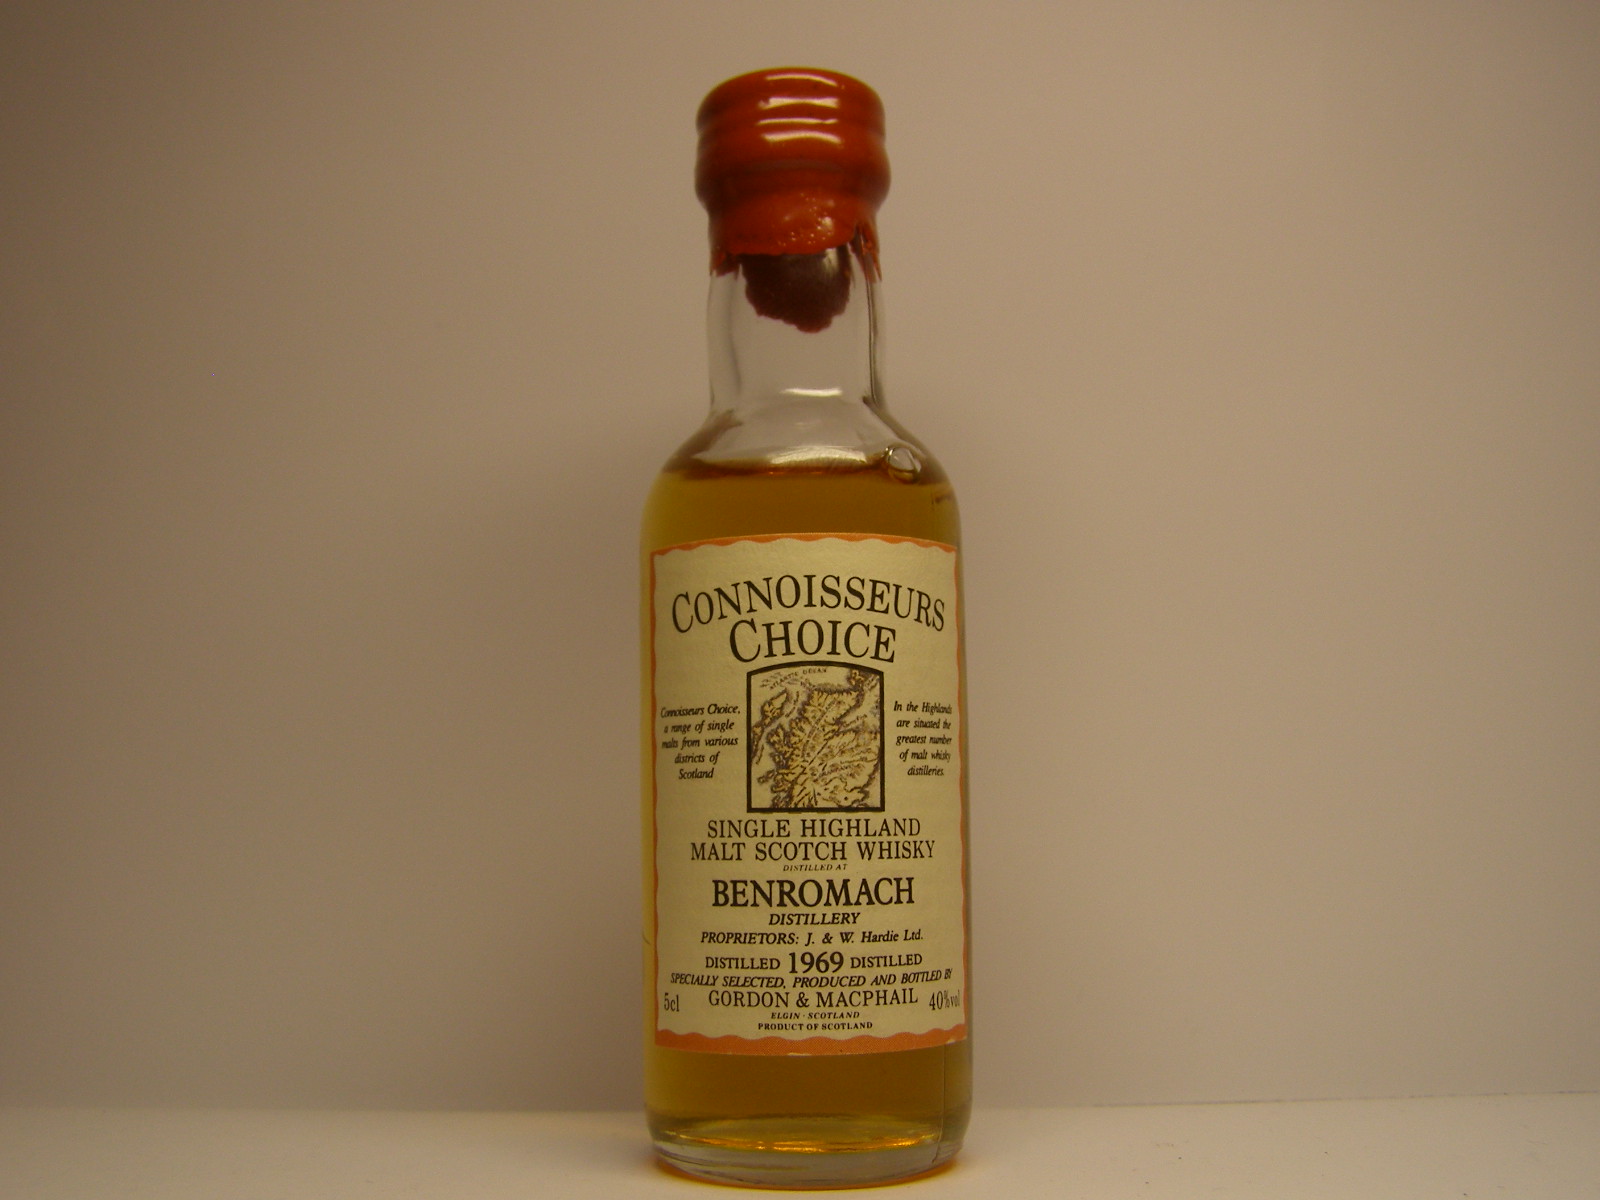 CONNOISSEURS
CHOICE
ATLANTIC OCEAN
Connoisseurs Choice,
a range of single
malts from various
districts of
Scotland
In the Highlands
are situated the
greatest number
of malt whisky
distilleries.
SINGLE HIGHLAND
MALT SCOTCH WHISKY
DISTILLED AT
BENROMACH
DISTILLERY
PROPRIETORS: J. & W. Hardie Ltd.
DISTILLED 1969 DISTILLED
SPECIALLY SELECTED, PRODUCED AND BOTTLED BY
5cl GORDON & MACPHAIL 40%vol
ELGIN · SCOTLAND
PRODUCT OF SCOTLAND